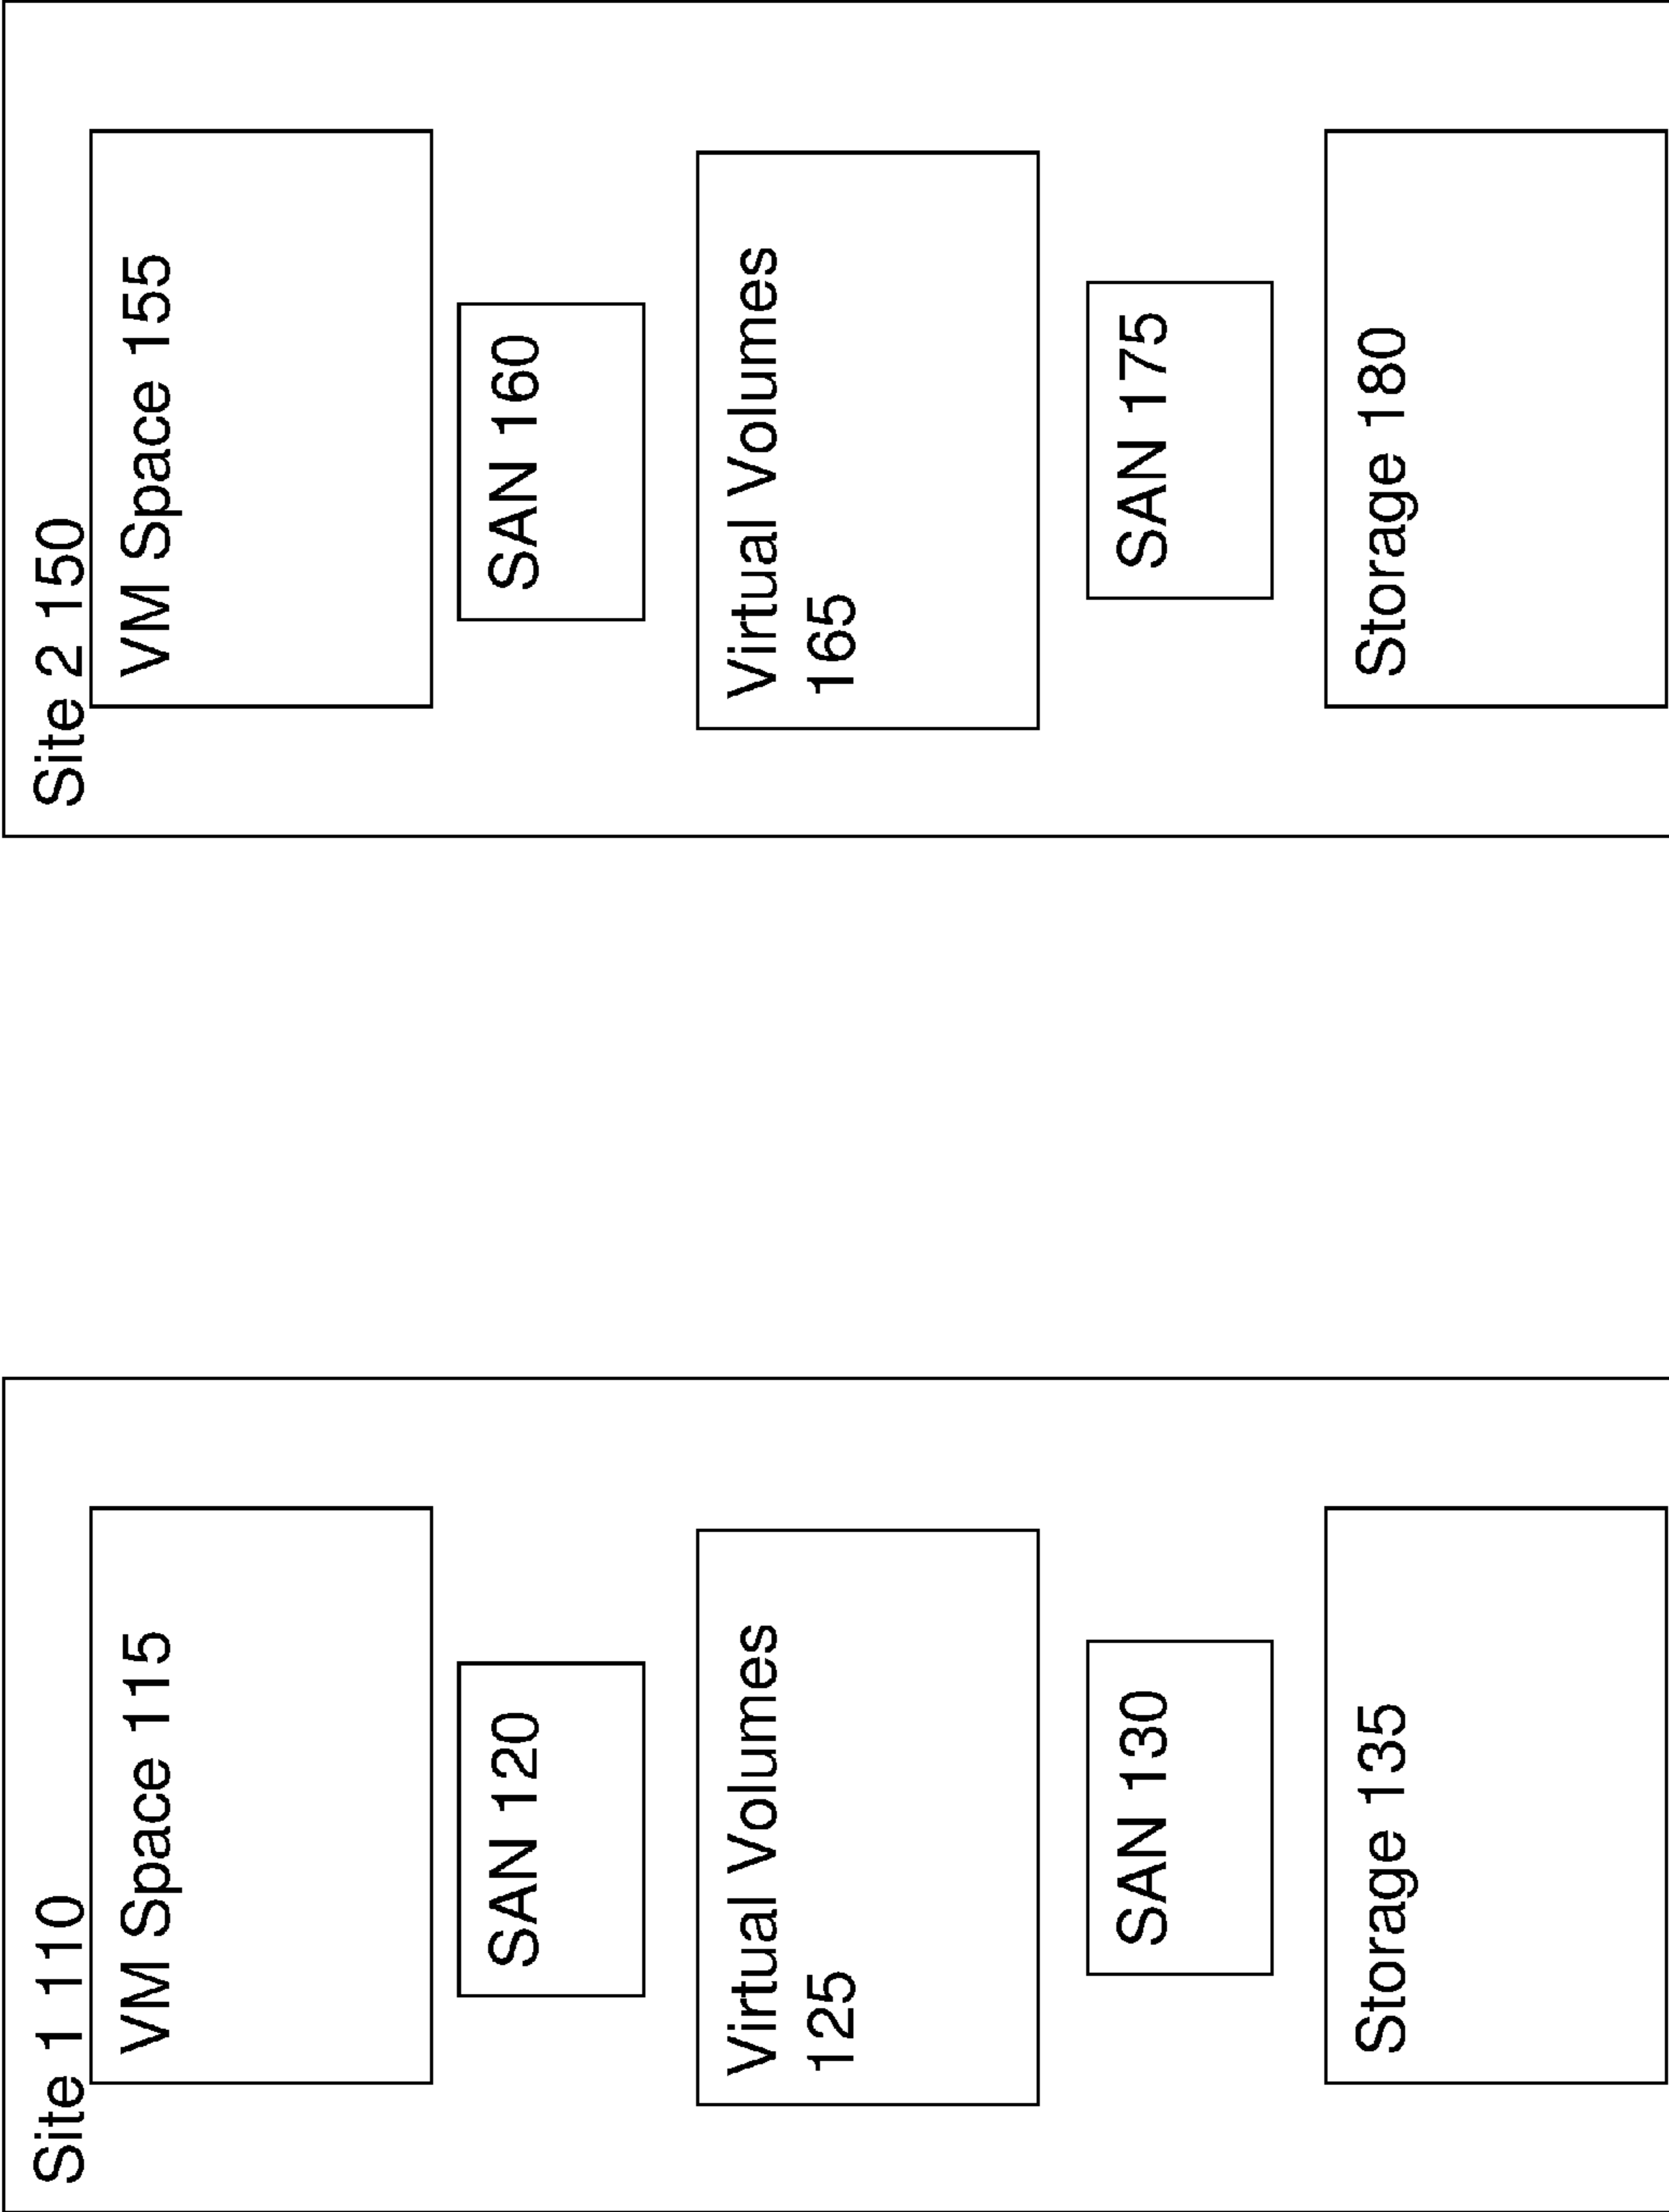 Site 1 110
VM Space 115
SAN 120
Virtual Volumes
125
SAN 130
Storage 135
Site 2 150
VM Space 155
SAN 160
Virtual Volumes
165
SAN 175
Storage 180